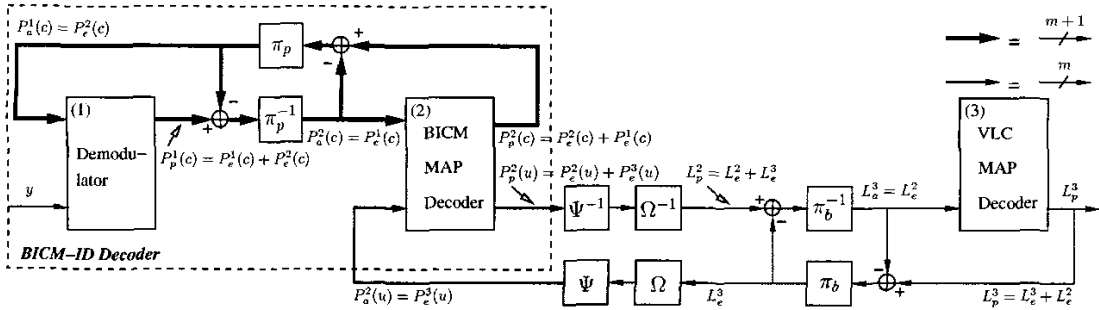 P_a^1(c) = P_e^2(c)
π_p
+
-
m+1
=
m
=
(1)
Demodu-
lator
-
+
π_p^{-1}
P_a^2(c) = P_e^1(c)
P_p^1(c) = P_e^1(c) + P_e^2(c)
y
(2)
BICM
MAP
Decoder
P_p^2(c) = P_e^2(c) + P_e^1(c)
P_p^2(u) = P_e^2(u) + P_e^3(u)
BICM–ID Decoder
Ψ^{-1}
Ω^{-1}
L_p^2 = L_e^2 + L_e^3
+
-
π_b^{-1}
L_a^3 = L_e^2
(3)
VLC
MAP
Decoder
L_p^3
P_a^2(u) = P_e^3(u)
Ψ
Ω
L_e^3
π_b
-
+
L_p^3 = L_e^3 + L_e^2